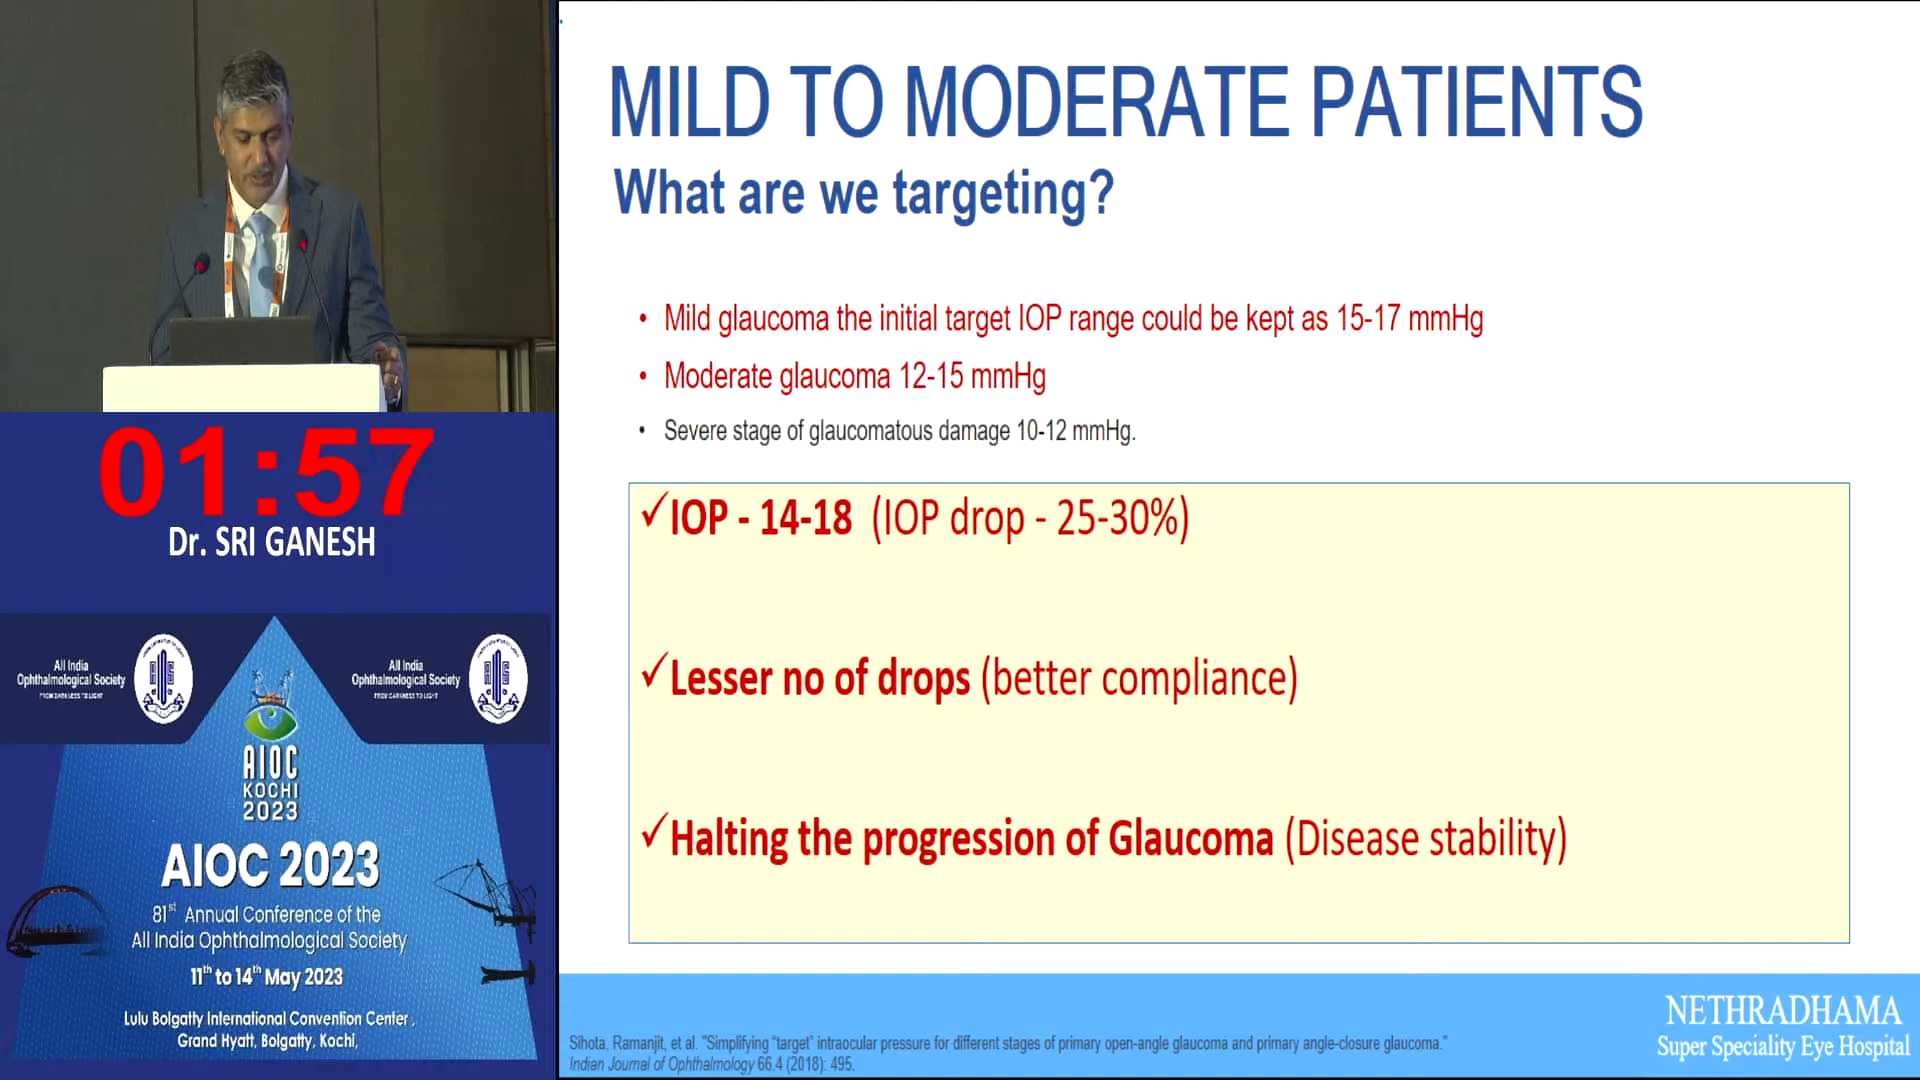 MILD TO MODERATE PATIENTS
What are we targeting?
• Mild glaucoma the initial target IOP range could be kept as 15-17 mmHg
• Moderate glaucoma 12-15 mmHg
• Severe stage of glaucomatous damage 10-12 mmHg.
✓IOP - 14-18 (IOP drop - 25-30%)
✓Lesser no of drops (better compliance)
✓Halting the progression of Glaucoma (Disease stability)
Sihota, Ramanjit, et al. "Simplifying "target" intraocular pressure for different stages of primary open-angle glaucoma and primary angle-closure glaucoma."
Indian Journal of Ophthalmology 66.4 (2018): 495.
NETHRADHAMA
Super Speciality Eye Hospital
01:57
Dr. SRI GANESH
All India
Ophthalmological Society
FROM DARKNESS TO LIGHT
All India
Ophthalmological Society
FROM DARKNESS TO LIGHT
AIOC
KOCHI
2023
AIOC 2023
81st Annual Conference of the
All India Ophthalmological Society
11th to 14th May 2023
Lulu Bolgatty International Convention Center,
Grand Hyatt, Bolgatty, Kochi,